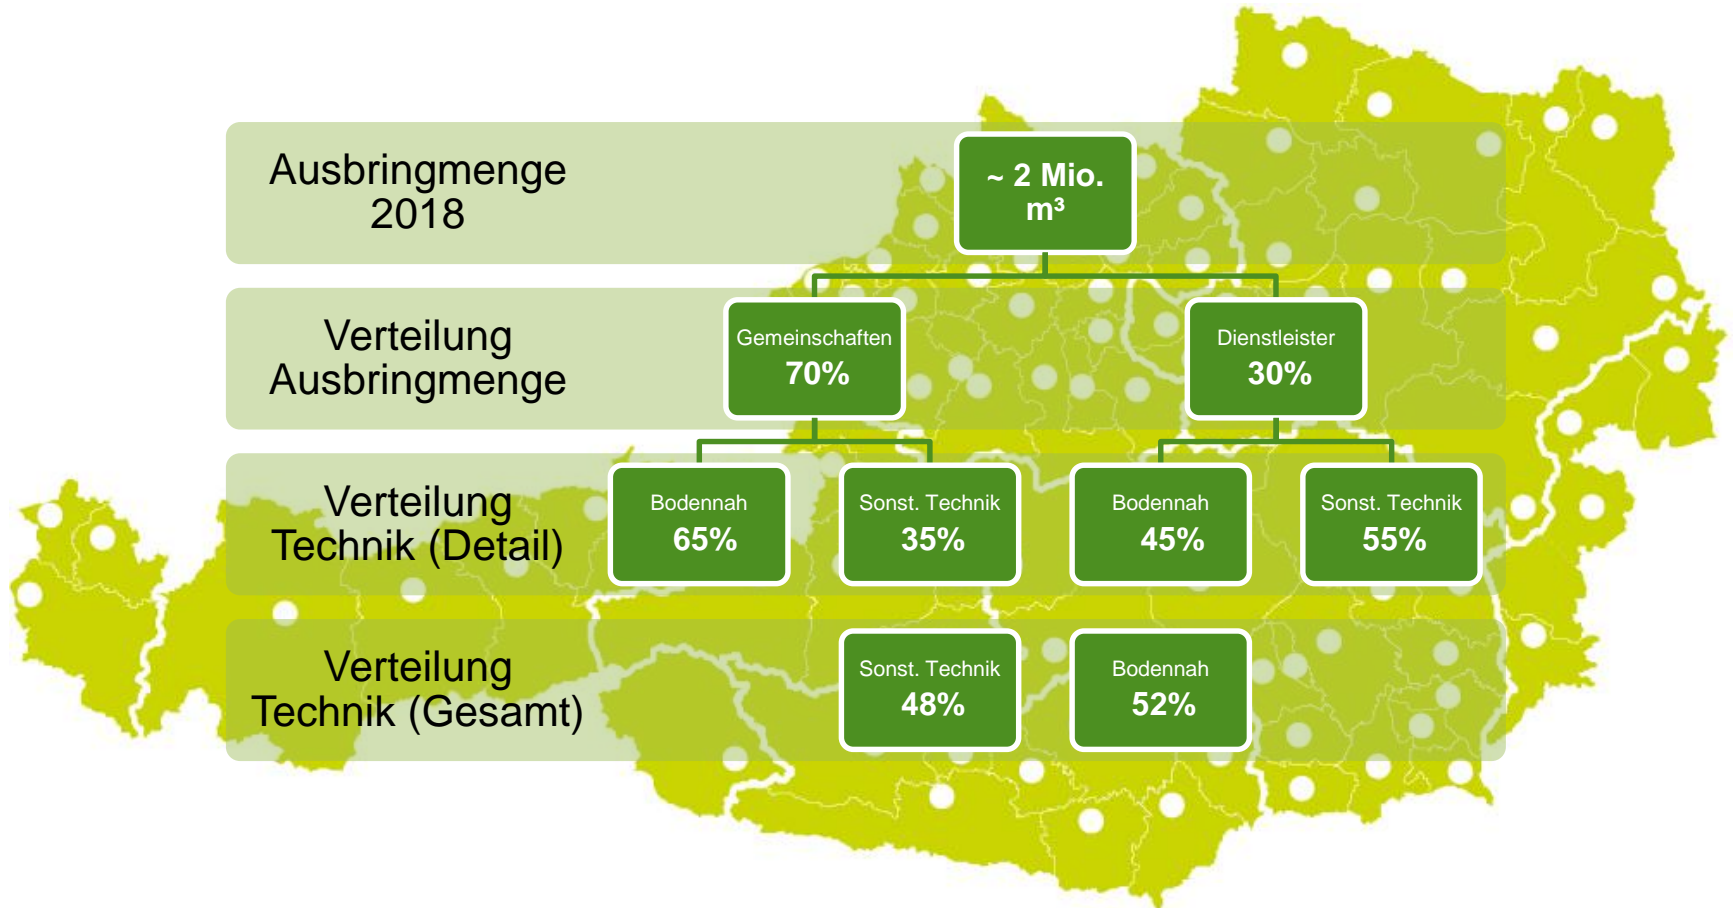 Ausbringmenge
2018
~ 2 Mio.
m³
Verteilung
Ausbringmenge
Gemeinschaften
70%
Dienstleister
30%
Verteilung
Technik (Detail)
Bodennah
65%
Sonst. Technik
35%
Bodennah
45%
Sonst. Technik
55%
Verteilung
Technik (Gesamt)
Sonst. Technik
48%
Bodennah
52%